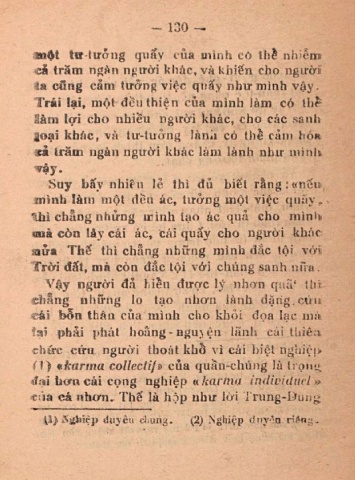 — 130 —
một tư-tưởng quấy của mình có thể nhiễm
cả trăm ngàn người khác, và khiến cho người
ta cũng cảm tưởng việc quấy như mình vậy.
Trái lại, một đều thiện của mình làm có thể
làm lợi cho nhiều người khác, cho các sanh
loại khác, và tư-tưởng lành có thể cảm hóa
cả trăm ngàn người khác làm lành như mình
vậy.
Suy bấy nhiêu lẻ thì đủ biết rằng: «nếu
mình làm một đều ác, tưởng một việc quấy,
thì chẳng những mình tạo ác quả cho mình
mà còn lây cái ác, cái quấy cho người khác
nửa Thế thì chẳng những mình đắc tội với
Trời đất, mà còn đắc tội với chúng sanh nữa.
Vậy người đả hiền được lý nhơn quả thì
chẳng những lo tạo nhơn lành dặng cứu
cái bổn thân của mình cho khỏi đọa lạc mà
lại phải phát hoằng-nguyện lãnh cái thiên
chức cứu người thoát khổ vì cái biệt nghiệp
(1) «karma collectif» của quần-chúng là trọng
đại hơn cái cọng nghiệp «karma individuel»
của cá nhơn. Thế là hộp như lời Trung-Dung
(1) Nghiệp duyên chung. (2) Nghiệp duyên riêng.